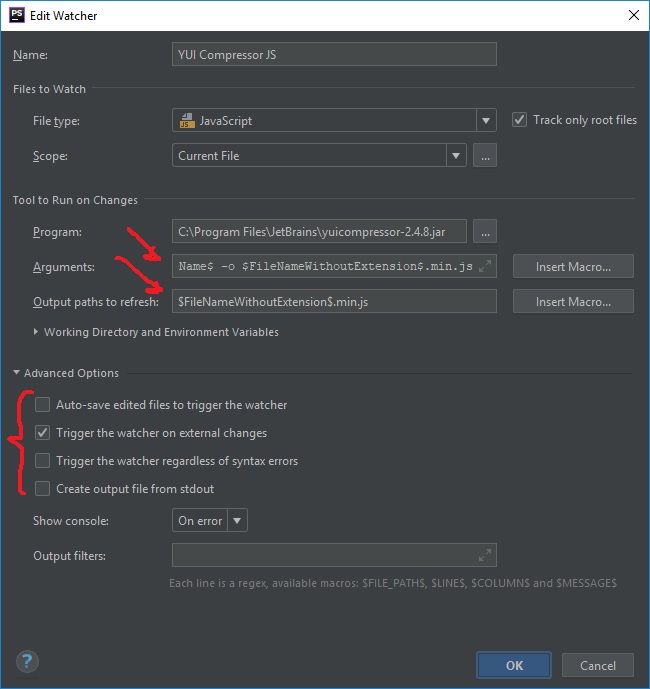 PS Edit Watcher
Name: YUI Compressor JS
Files to Watch
File type: JS JavaScript Track only root files
Scope: Current File ...
Tool to Run on Changes
Program: C:\Program Files\JetBrains\yuicompressor-2.4.8.jar ...
Arguments: Name$ -o $FileNameWithoutExtension$.min.js Insert Macro...
Output paths to refresh: $FileNameWithoutExtension$.min.js Insert Macro...
Working Directory and Environment Variables
Advanced Options
Auto-save edited files to trigger the watcher
Trigger the watcher on external changes
Trigger the watcher regardless of syntax errors
Create output file from stdout
Show console: On error
Output filters:
Each line is a regex, available macros: $FILE_PATH$, $LINE$, $COLUMN$ and $MESSAGE$
? OK Cancel